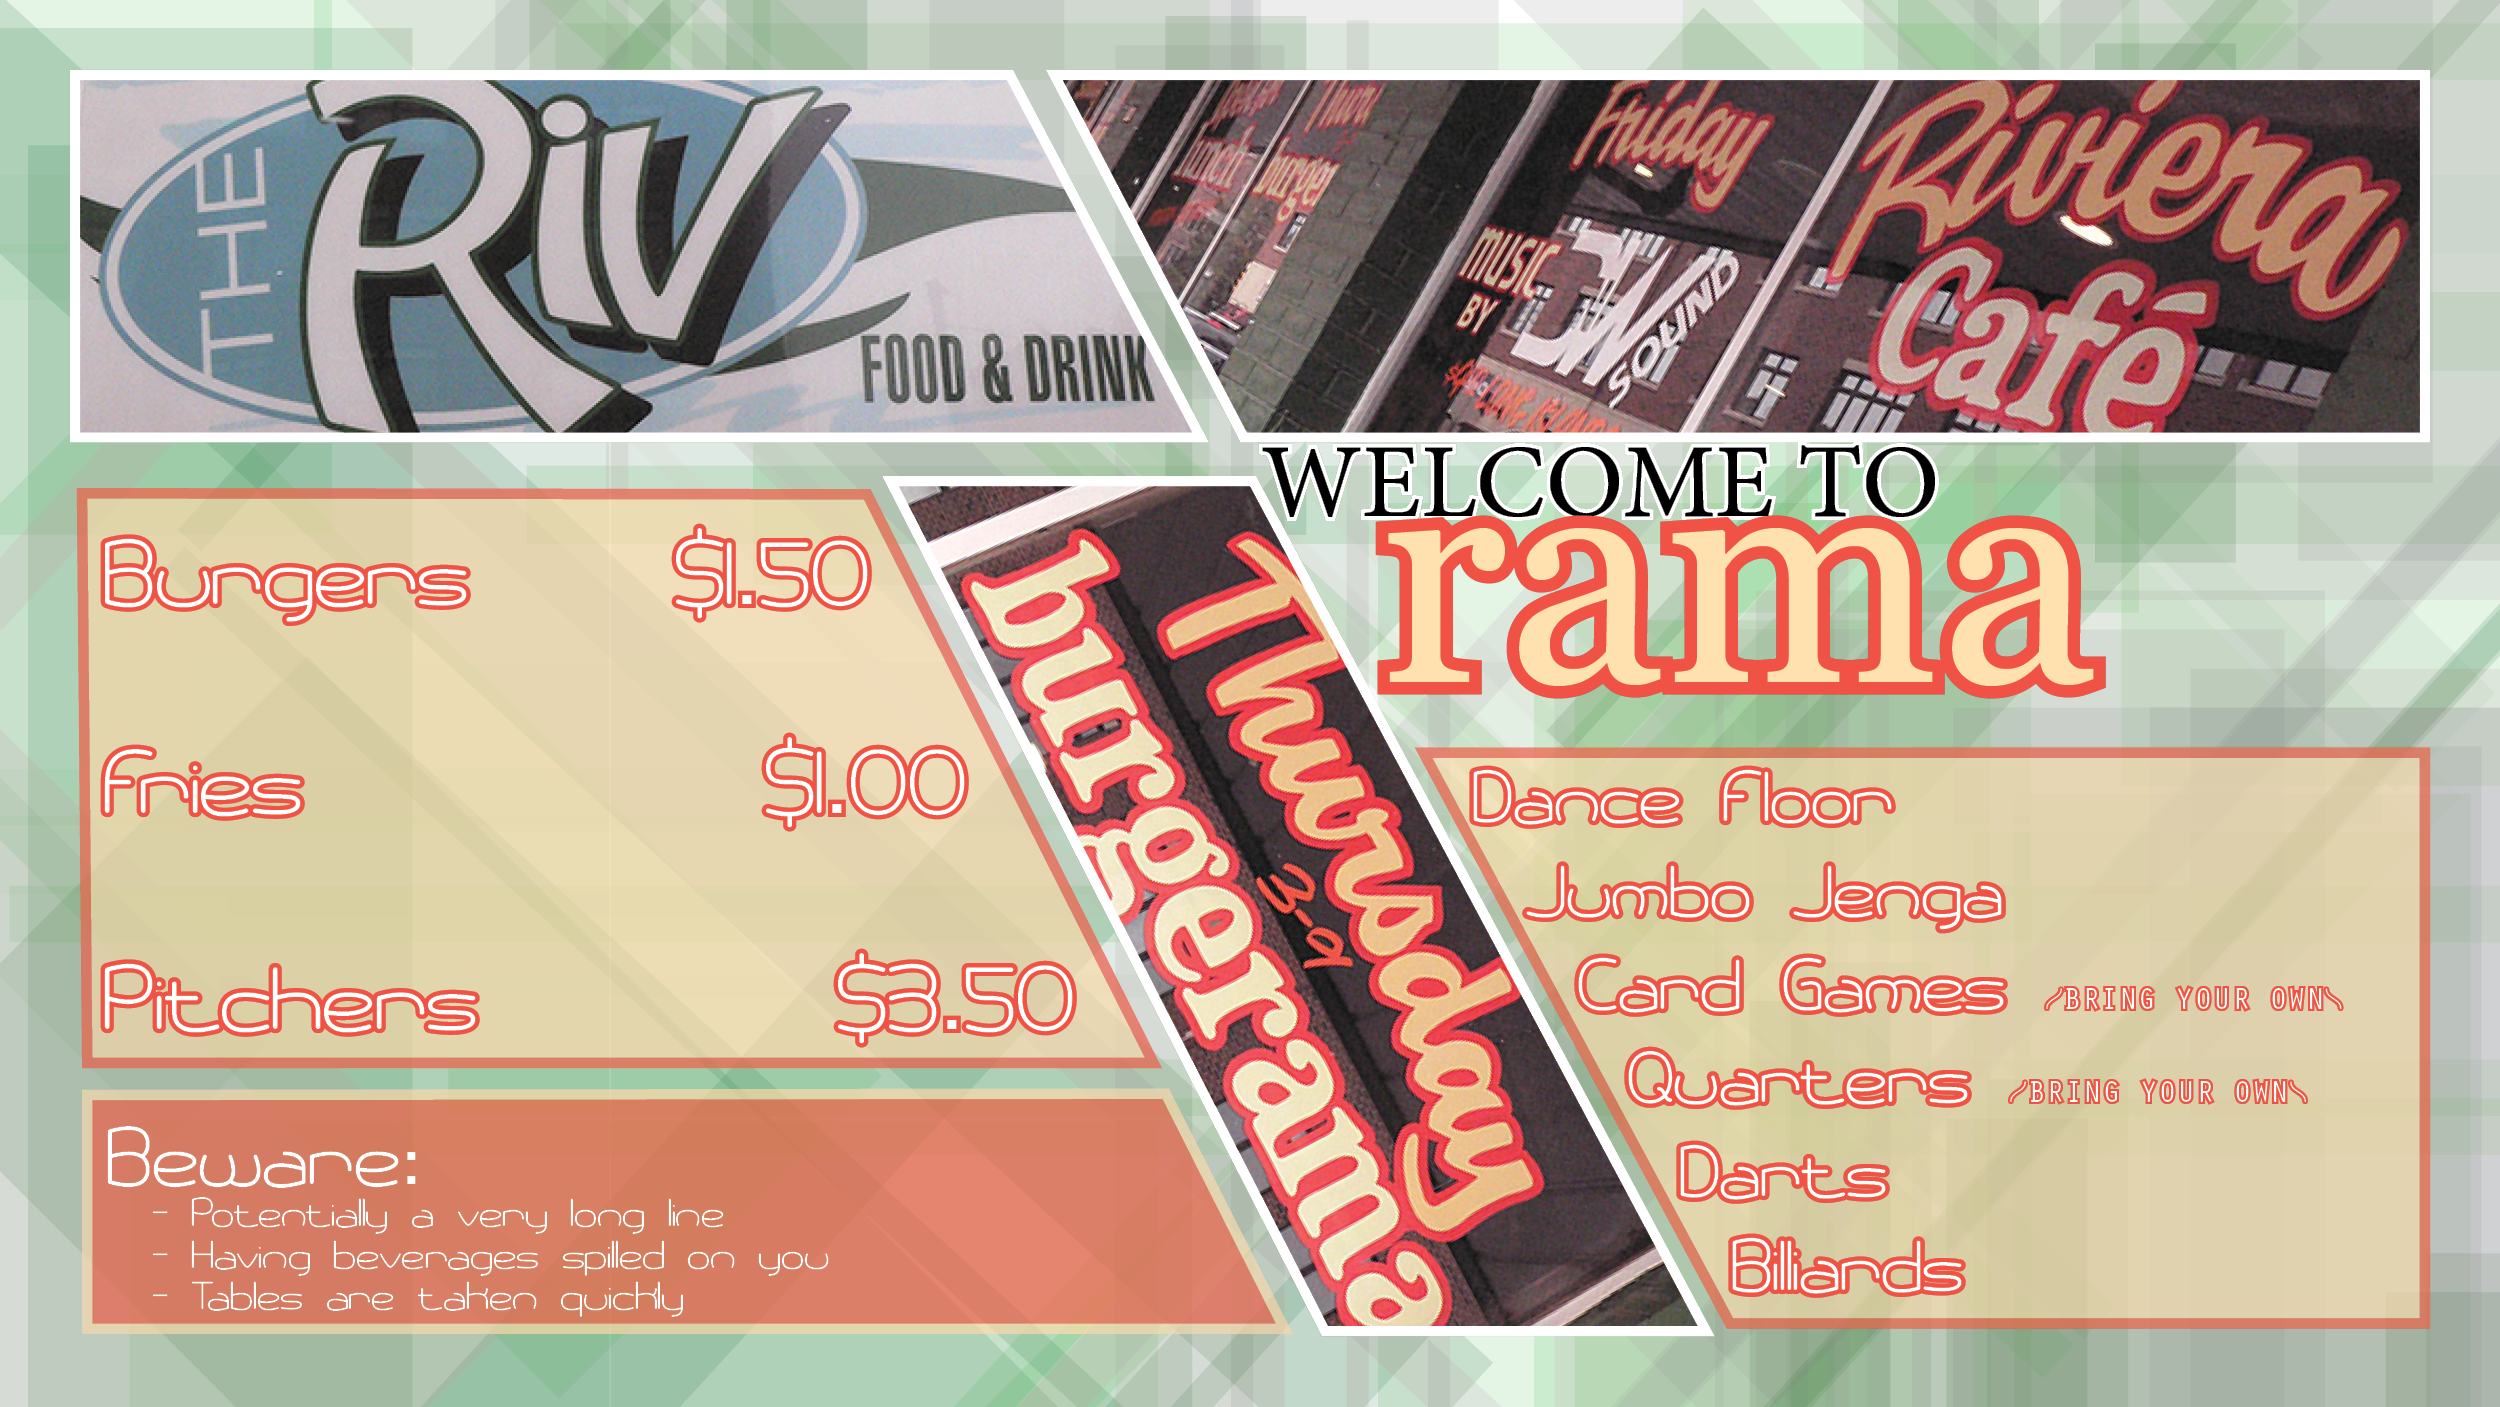 THE Riv
FOOD & DRINK
lunch
burger
Friday
MUSIC
BY
DW SOUND
Riviera
Café
WELCOME TO
rama
Burgers $1.50
Fries $1.00
Pitchers $3.50
Thursday
3-9
burgerama
Dance Floor
Jumbo Jenga
Card Games (BRING YOUR OWN)
Quarters (BRING YOUR OWN)
Darts
Billiards
Beware:
- Potentially a very long line
- Having beverages spilled on you
- Tables are taken quickly